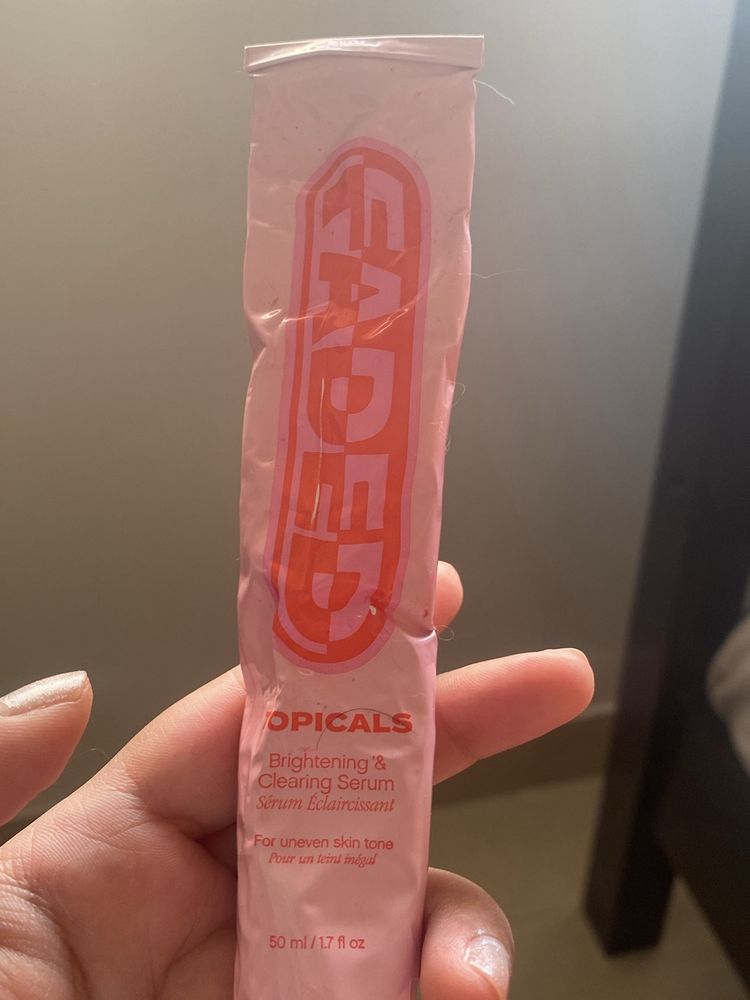 FADED
OPICALS
Brightening &
Clearing Serum
Sérum Éclaircissant
For uneven skin tone
Pour un teint inégal
50 ml / 1.7 fl oz